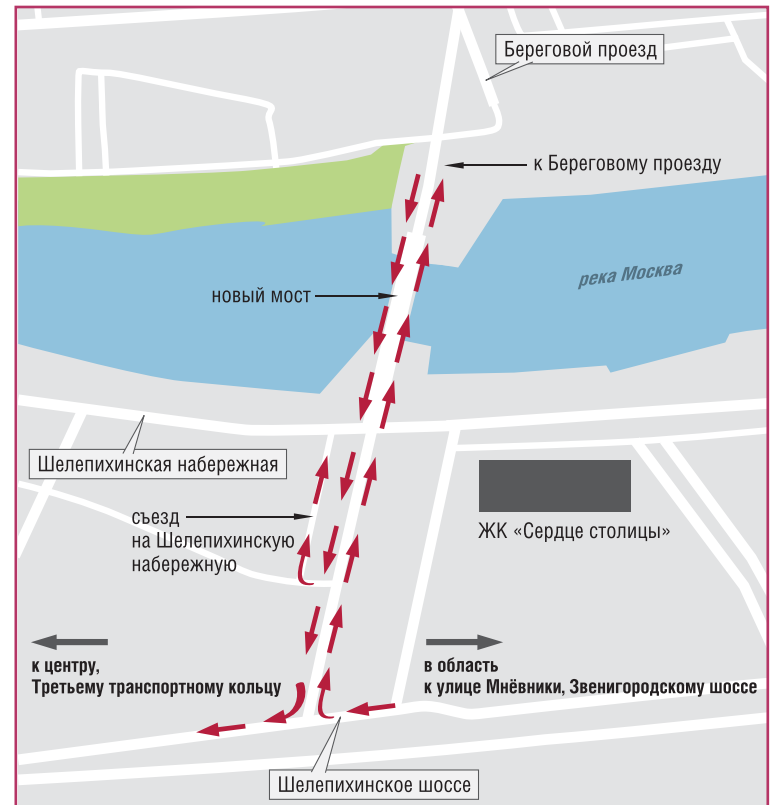 Береговой проезд
к Береговому проезду
река Москва
новый мост
Шелепихинская набережная
съезд
на Шелепихинскую
набережную
ЖК «Сердце столицы»
к центру,
Третьему транспортному кольцу
в область
к улице Мнёвники, Звенигородскому шоссе
Шелепихинское шоссе